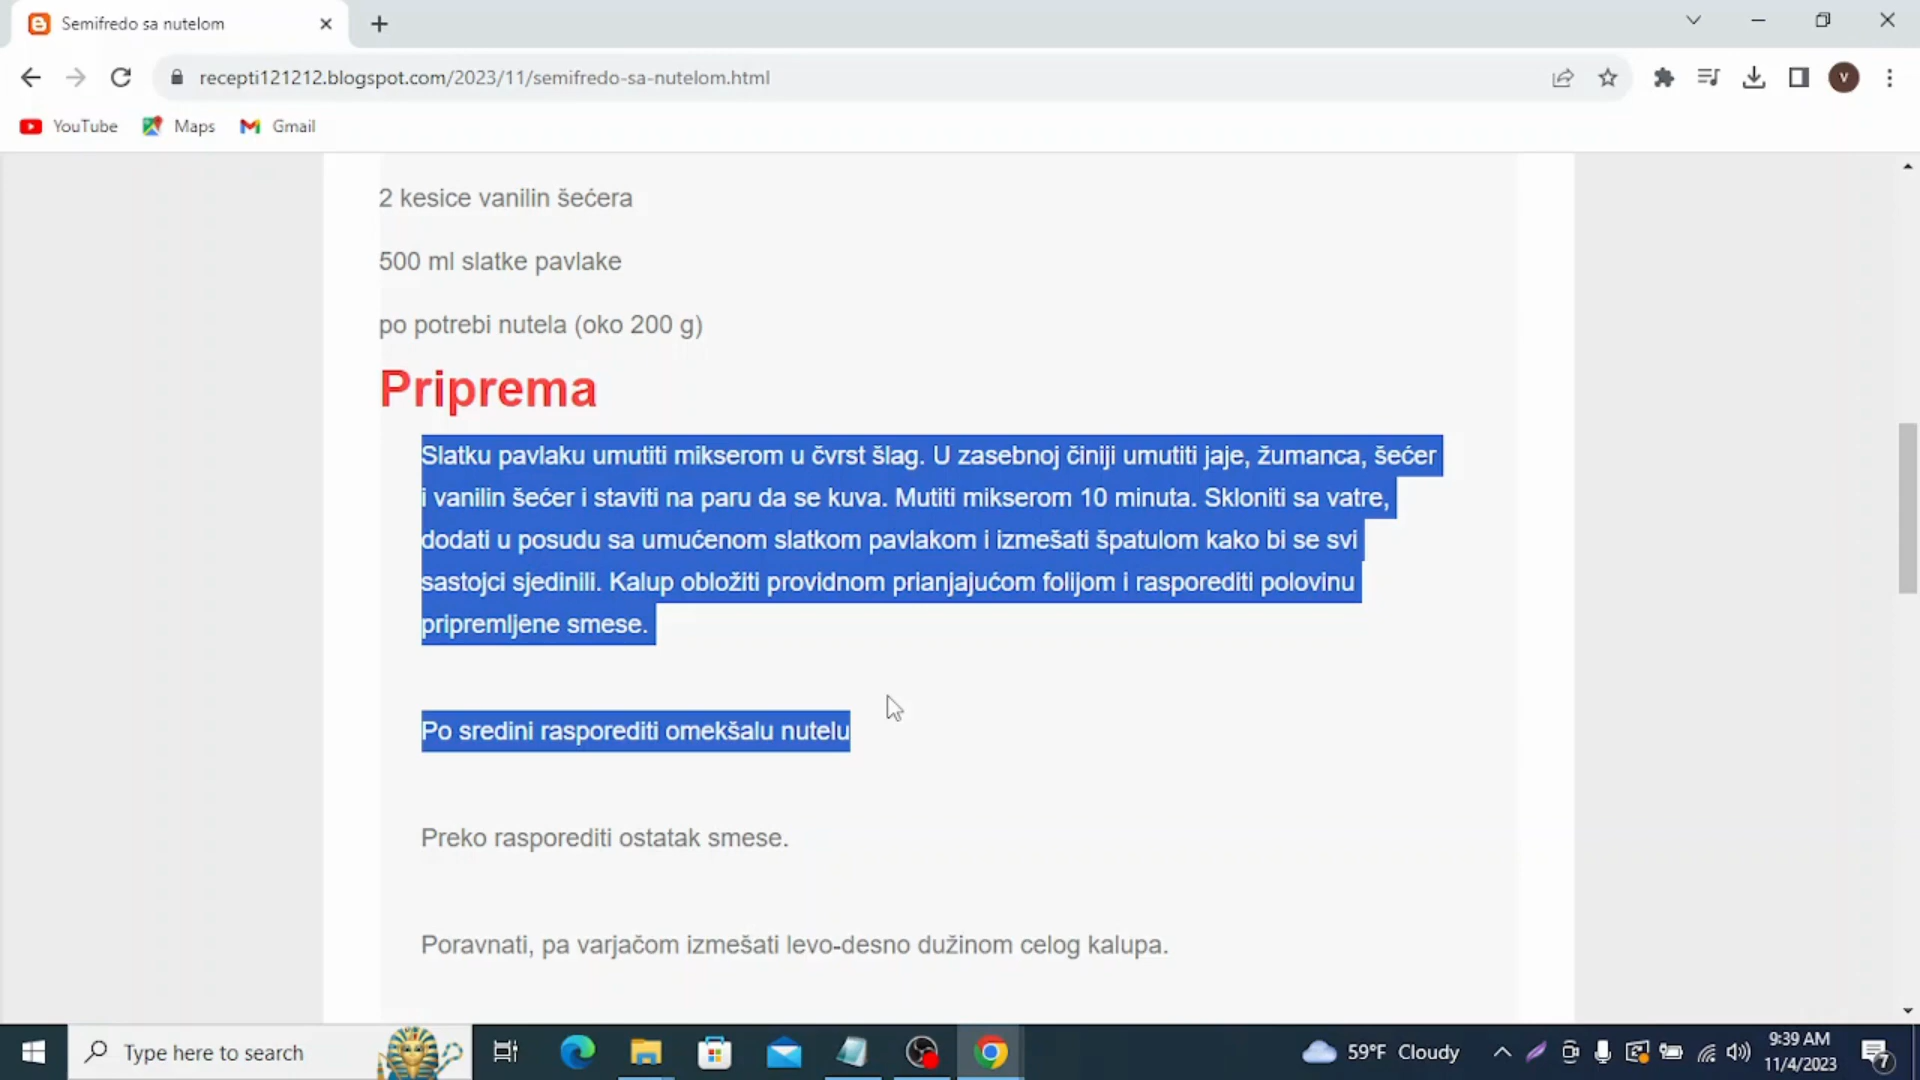 Semifredo sa nutelom
recepti121212.blogspot.com/2023/11/semifredo-sa-nutelom.html
V
YouTube
Maps
Gmail
2 kesice vanilin šećera
500 ml slatke pavlake
po potrebi nutela (oko 200 g)
Priprema
Slatku pavlaku umutiti mikserom u čvrst šlag. U zasebnoj činiji umutiti jaje, žumanca, šećer
i vanilin šećer i staviti na paru da se kuva. Mutiti mikserom 10 minuta. Skloniti sa vatre,
dodati u posudu sa umućenom slatkom pavlakom i izmešati špatulom kako bi se svi
sastojci sjedinili. Kalup obložiti providnom prianjajućom folijom i rasporediti polovinu
pripremljene smese.
Po sredini rasporediti omekšalu nutelu
Preko rasporediti ostatak smese.
Poravnati, pa varjačom izmešati levo-desno dužinom celog kalupa.
Type here to search
59°F Cloudy
9:39 AM
11/4/2023
7